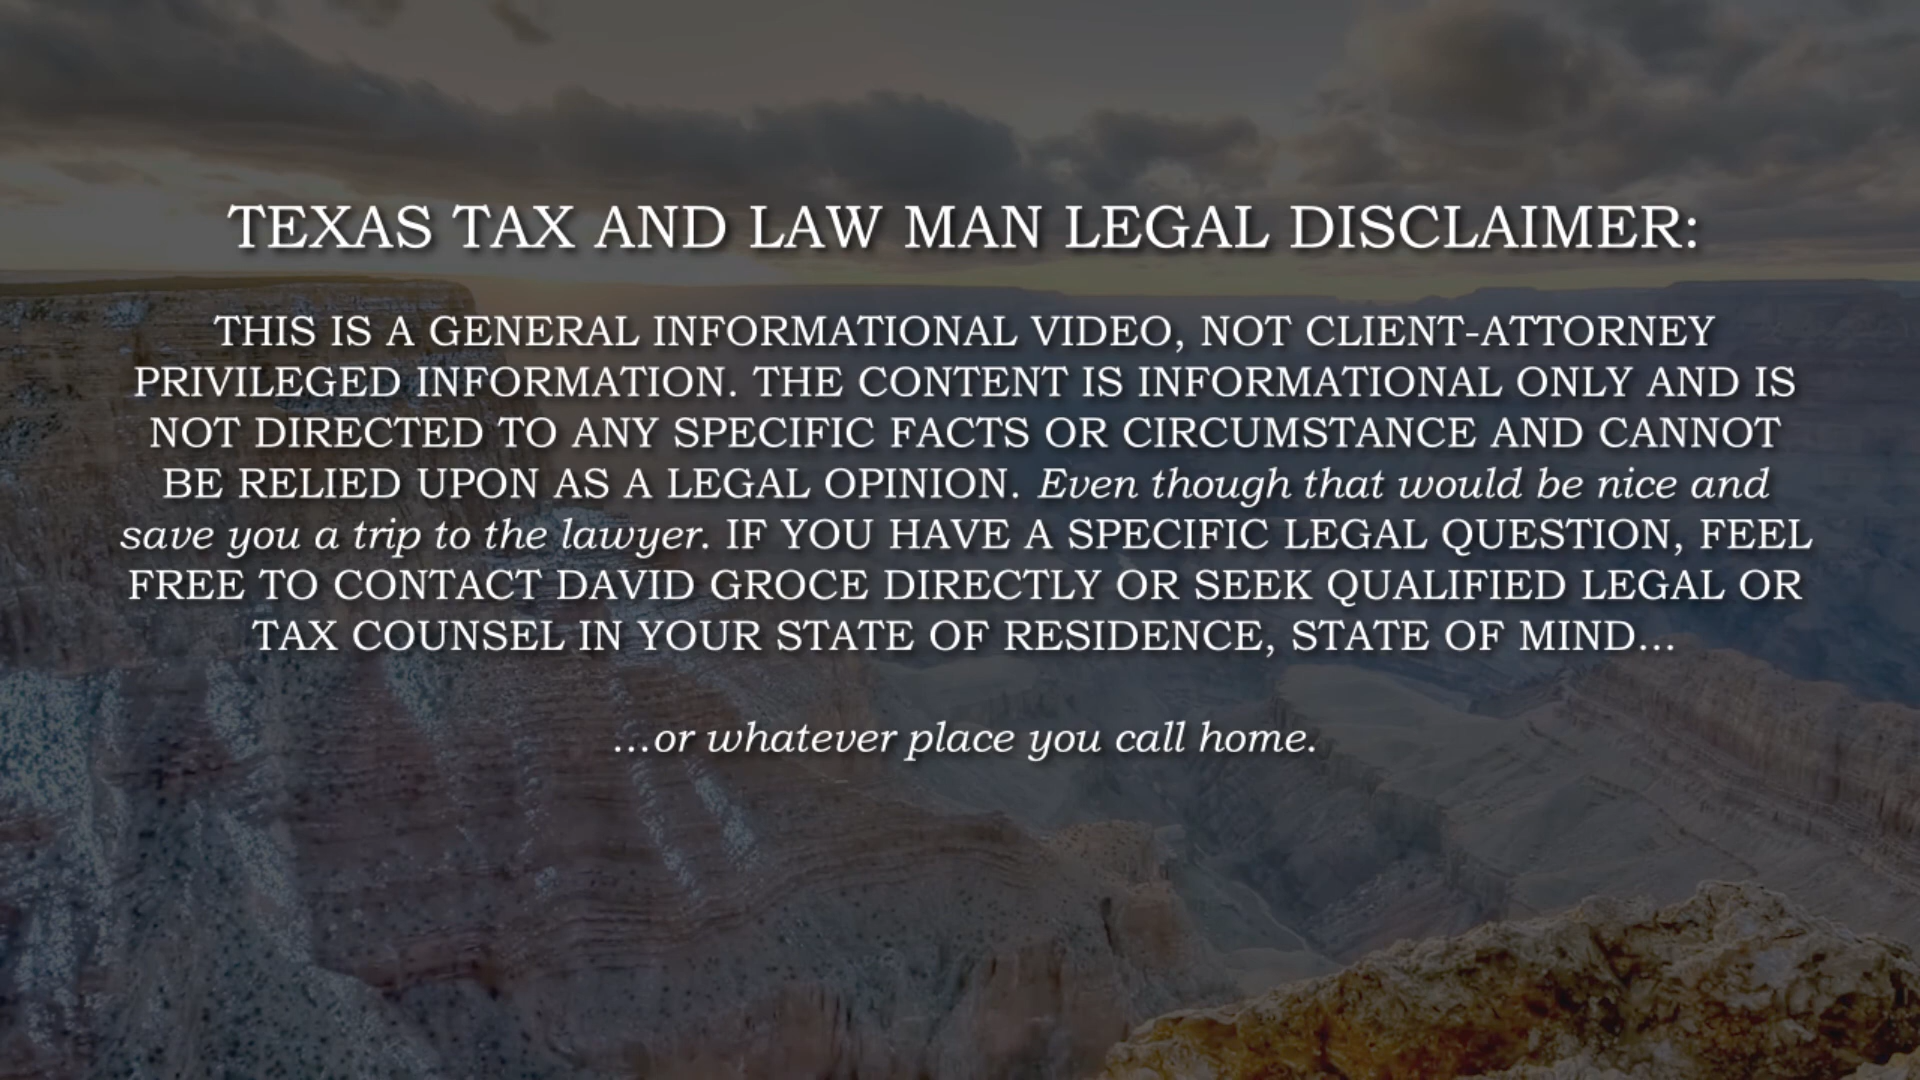 TEXAS TAX AND LAW MAN LEGAL DISCLAIMER:
THIS IS A GENERAL INFORMATIONAL VIDEO, NOT CLIENT-ATTORNEY
PRIVILEGED INFORMATION. THE CONTENT IS INFORMATIONAL ONLY AND IS
NOT DIRECTED TO ANY SPECIFIC FACTS OR CIRCUMSTANCE AND CANNOT
BE RELIED UPON AS A LEGAL OPINION. Even though that would be nice and
save you a trip to the lawyer. IF YOU HAVE A SPECIFIC LEGAL QUESTION, FEEL
FREE TO CONTACT DAVID GROCE DIRECTLY OR SEEK QUALIFIED LEGAL OR
TAX COUNSEL IN YOUR STATE OF RESIDENCE, STATE OF MIND...
...or whatever place you call home.